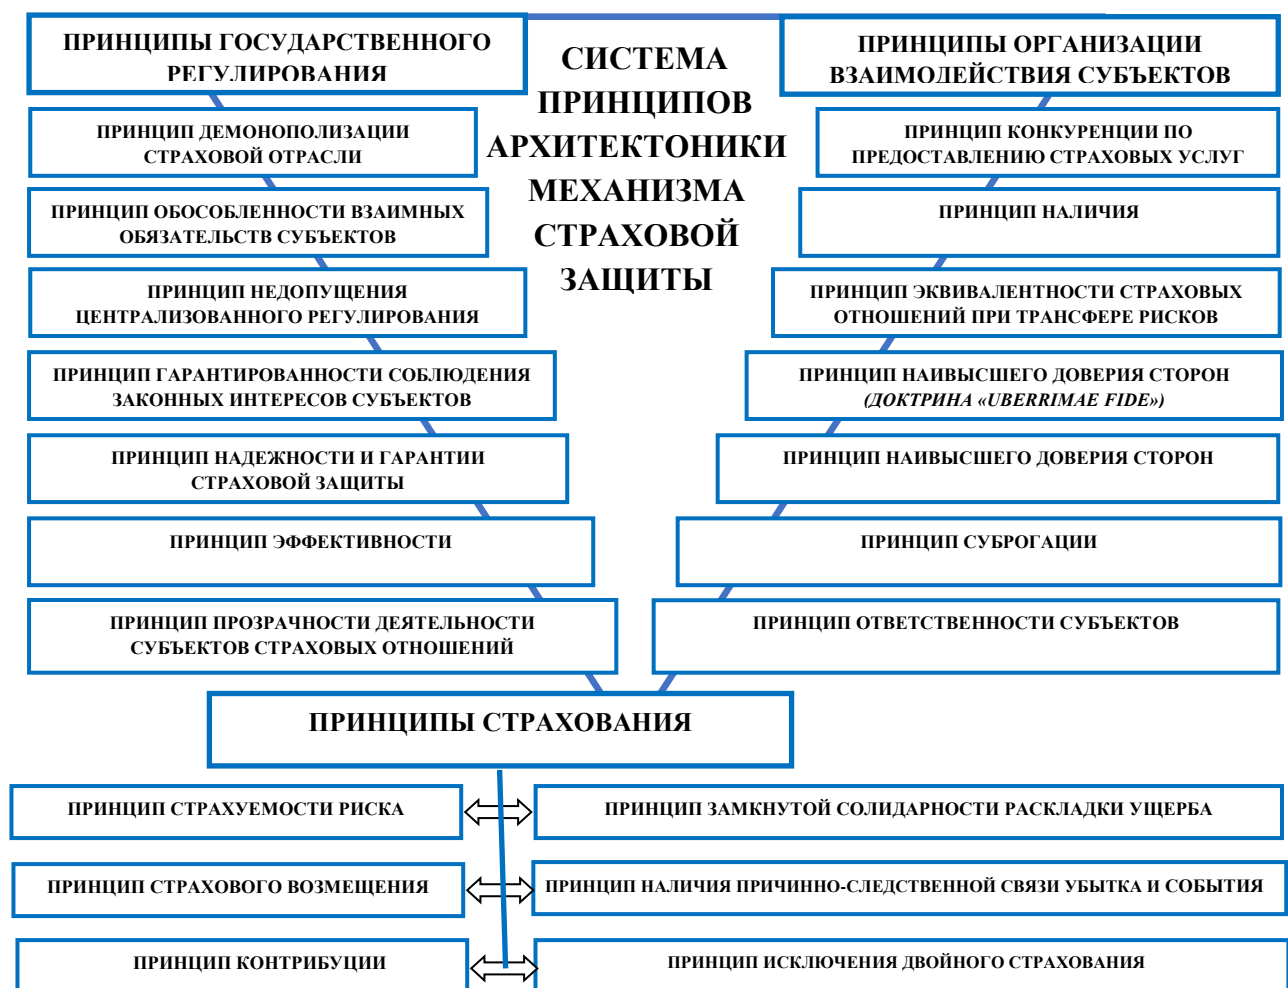 ПРИНЦИПЫ ГОСУДАРСТВЕННОГО
РЕГУЛИРОВАНИЯ
ПРИНЦИП ДЕМОНОПОЛИЗАЦИИ
СТРАХОВОЙ ОТРАСЛИ
ПРИНЦИП ОБОСОБЛЕННОСТИ ВЗАИМНЫХ
ОБЯЗАТЕЛЬСТВ СУБЪЕКТОВ
ПРИНЦИП НЕДОПУЩЕНИЯ
ЦЕНТРАЛИЗОВАННОГО РЕГУЛИРОВАНИЯ
ПРИНЦИП ГАРАНТИРОВАННОСТИ СОБЛЮДЕНИЯ
ЗАКОННЫХ ИНТЕРЕСОВ СУБЪЕКТОВ
ПРИНЦИП НАДЕЖНОСТИ И ГАРАНТИИ
СТРАХОВОЙ ЗАЩИТЫ
ПРИНЦИП ЭФФЕКТИВНОСТИ
ПРИНЦИП ПРОЗРАЧНОСТИ ДЕЯТЕЛЬНОСТИ
СУБЪЕКТОВ СТРАХОВЫХ ОТНОШЕНИЙ
СИСТЕМА
ПРИНЦИПОВ
АРХИТЕКТОНИКИ
МЕХАНИЗМА
СТРАХОВОЙ
ЗАЩИТЫ
ПРИНЦИПЫ ОРГАНИЗАЦИИ
ВЗАИМОДЕЙСТВИЯ СУБЪЕКТОВ
ПРИНЦИП КОНКУРЕНЦИИ ПО
ПРЕДОСТАВЛЕНИЮ СТРАХОВЫХ УСЛУГ
ПРИНЦИП НАЛИЧИЯ
ПРИНЦИП ЭКВИВАЛЕНТНОСТИ СТРАХОВЫХ
ОТНОШЕНИЙ ПРИ ТРАНСФЕРЕ РИСКОВ
ПРИНЦИП НАИВЫСШЕГО ДОВЕРИЯ СТОРОН
(ДОКТРИНА «UBERRIMAE FIDE»)
ПРИНЦИП НАИВЫСШЕГО ДОВЕРИЯ СТОРОН
ПРИНЦИП СУБРОГАЦИИ
ПРИНЦИП ОТВЕТСТВЕННОСТИ СУБЪЕКТОВ
ПРИНЦИПЫ СТРАХОВАНИЯ
ПРИНЦИП СТРАХУЕМОСТИ РИСКА
ПРИНЦИП ЗАМКНУТОЙ СОЛИДАРНОСТИ РАСКЛАДКИ УЩЕРБА
ПРИНЦИП СТРАХОВОГО ВОЗМЕЩЕНИЯ
ПРИНЦИП НАЛИЧИЯ ПРИЧИННО-СЛЕДСТВЕННОЙ СВЯЗИ УБЫТКА И СОБЫТИЯ
ПРИНЦИП КОНТРИБУЦИИ
ПРИНЦИП ИСКЛЮЧЕНИЯ ДВОЙНОГО СТРАХОВАНИЯ